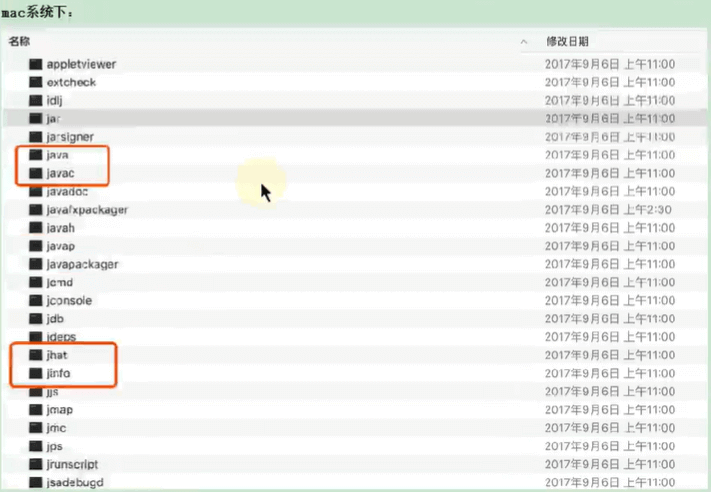 mac系统下：
名称 修改日期
appletviewer 2017年9月6日 上午11:00
extcheck 2017年9月6日 上午11:00
idlj 2017年9月6日 上午11:00
jar 2017年9月6日 上午11:00
jarsigner 2017年9月6日 上午11:00
java 2017年9月6日 上午11:00
javac 2017年9月6日 上午11:00
javadoc 2017年9月6日 上午11:00
javafxpackager 2017年9月6日 上午2:30
javah 2017年9月6日 上午11:00
javap 2017年9月6日 上午11:00
javapackager 2017年9月6日 上午11:00
jcmd 2017年9月6日 上午11:00
jconsole 2017年9月6日 上午11:00
jdb 2017年9月6日 上午11:00
jdeps 2017年9月6日 上午11:00
jhat 2017年9月6日 上午11:00
jinfo 2017年9月6日 上午11:00
jjs 2017年9月6日 上午11:00
jmap 2017年9月6日 上午11:00
jmc 2017年9月6日 上午11:00
jps 2017年9月6日 上午11:00
jrunscript 2017年9月6日 上午11:00
jsadebugd 2017年9月6日 上午11:00